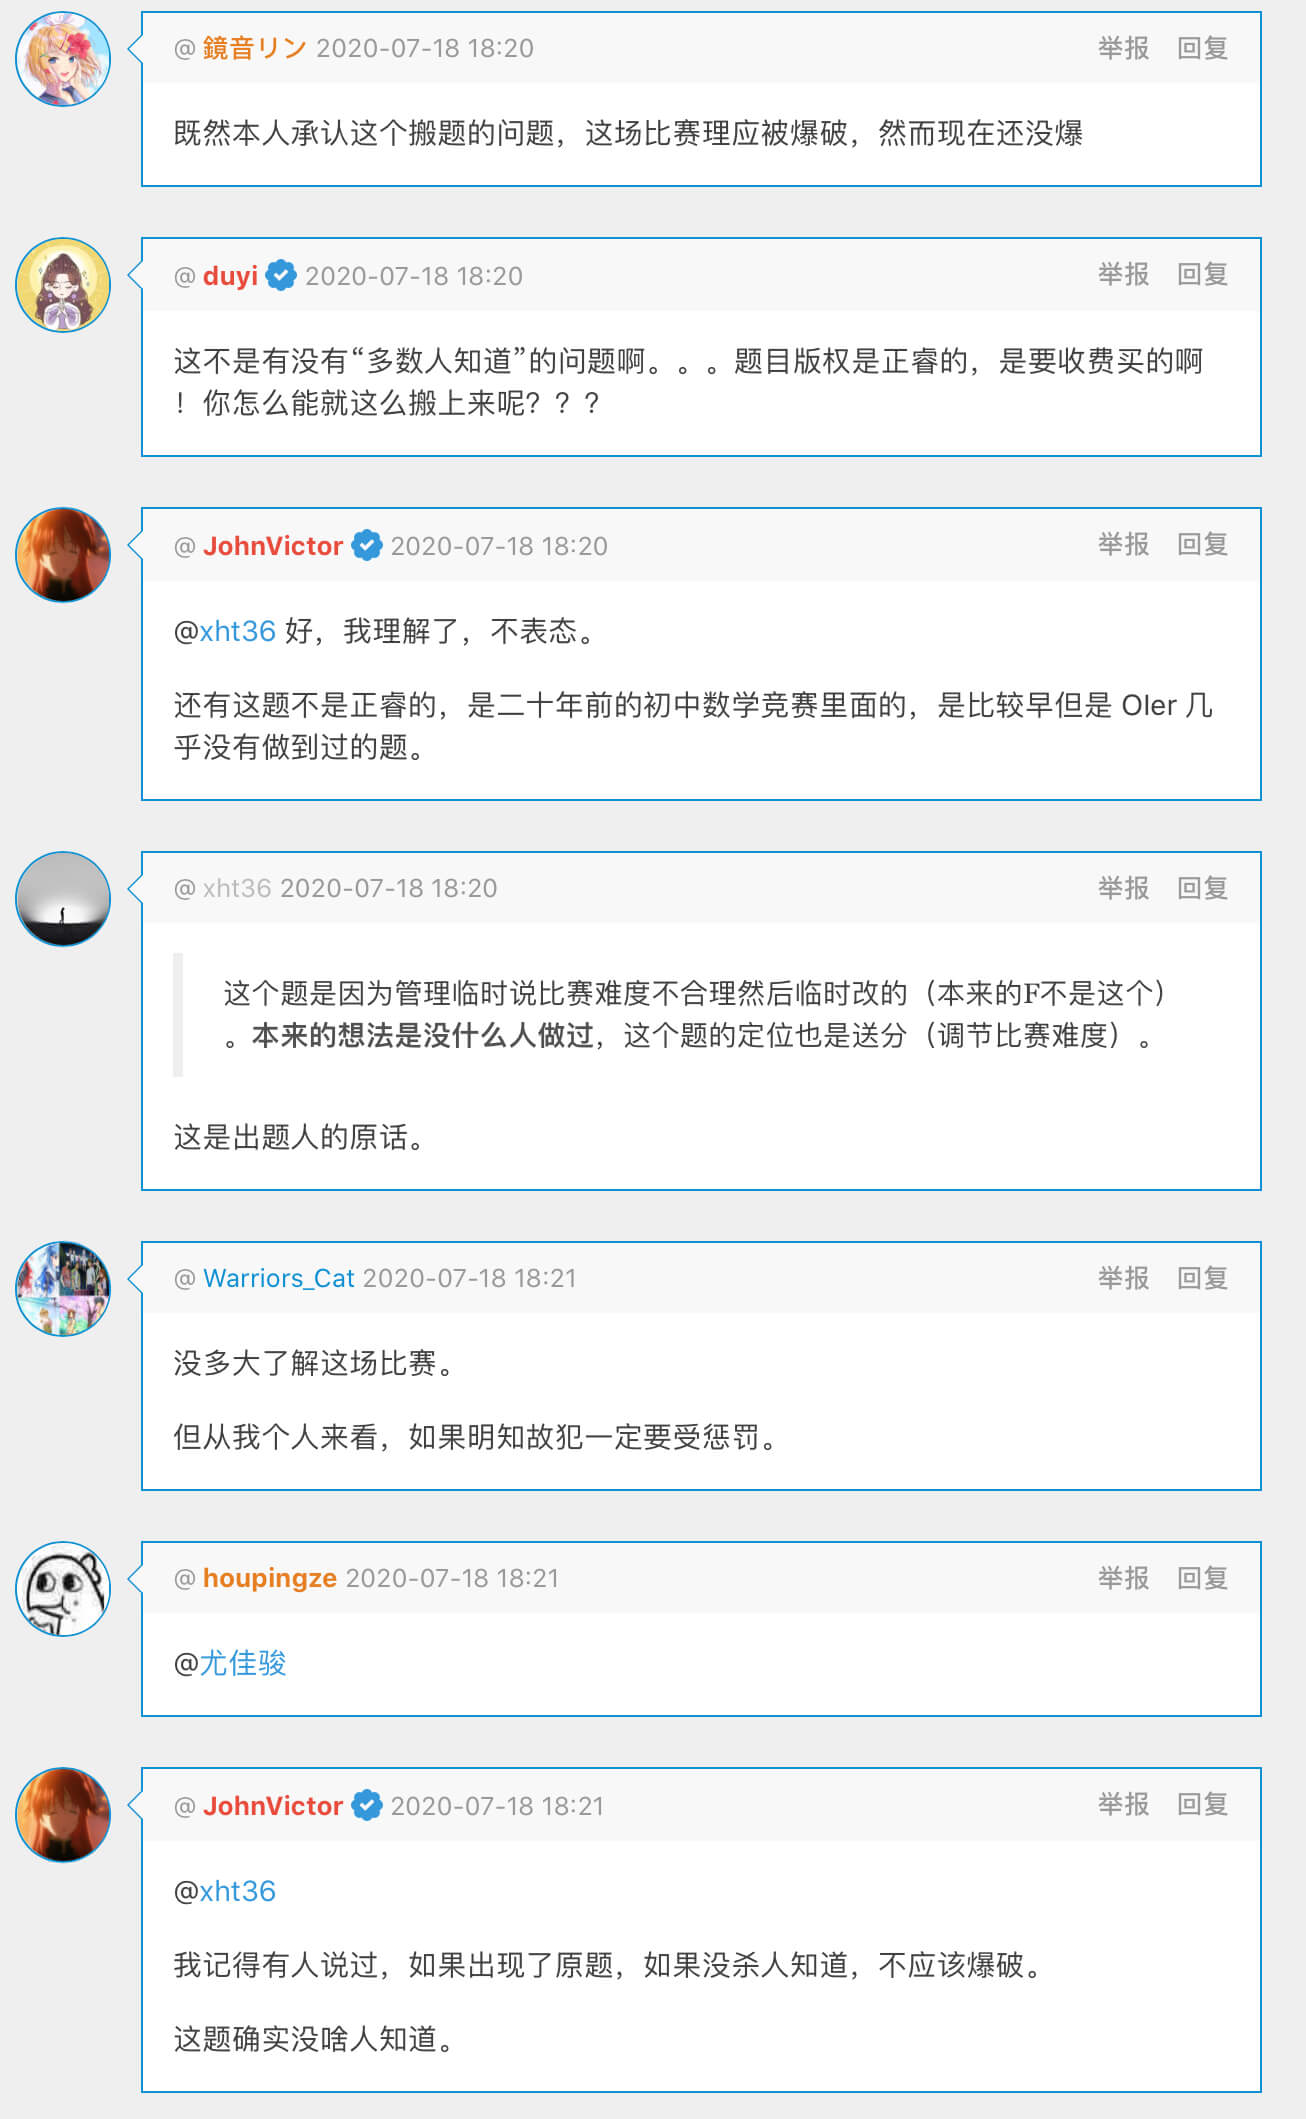 @ 鏡音リン 2020-07-18 18:20 举报 回复
既然本人承认这个搬题的问题，这场比赛理应被爆破，然而现在还没爆
@ duyi 2020-07-18 18:20 举报 回复
这不是有没有“多数人知道”的问题啊。。。题目版权是正睿的，是要收费买的啊
！你怎么能就这么搬上来呢？？？
@ JohnVictor 2020-07-18 18:20 举报 回复
@xht36 好，我理解了，不表态。
还有这题不是正睿的，是二十年前的初中数学竞赛里面的，是比较早但是 OIer 几
乎没有做到过的题。
@ xht36 2020-07-18 18:20 举报 回复
这个题是因为管理临时说比赛难度不合理然后临时改的（本来的F不是这个）
。本来的想法是没什么人做过，这个题的定位也是送分（调节比赛难度）。
这是出题人的原话。
@ Warriors_Cat 2020-07-18 18:21 举报 回复
没多大了解这场比赛。
但从我个人来看，如果明知故犯一定要受惩罚。
@ houpingze 2020-07-18 18:21 举报 回复
@尤佳骏
@ JohnVictor 2020-07-18 18:21 举报 回复
@xht36
我记得有人说过，如果出现了原题，如果没杀人知道，不应该爆破。
这题确实没啥人知道。